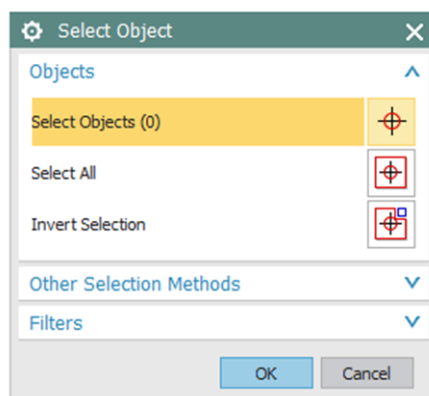 Select Object
Objects
Select Objects (0)
Select All
Invert Selection
Other Selection Methods
Filters
OK Cancel